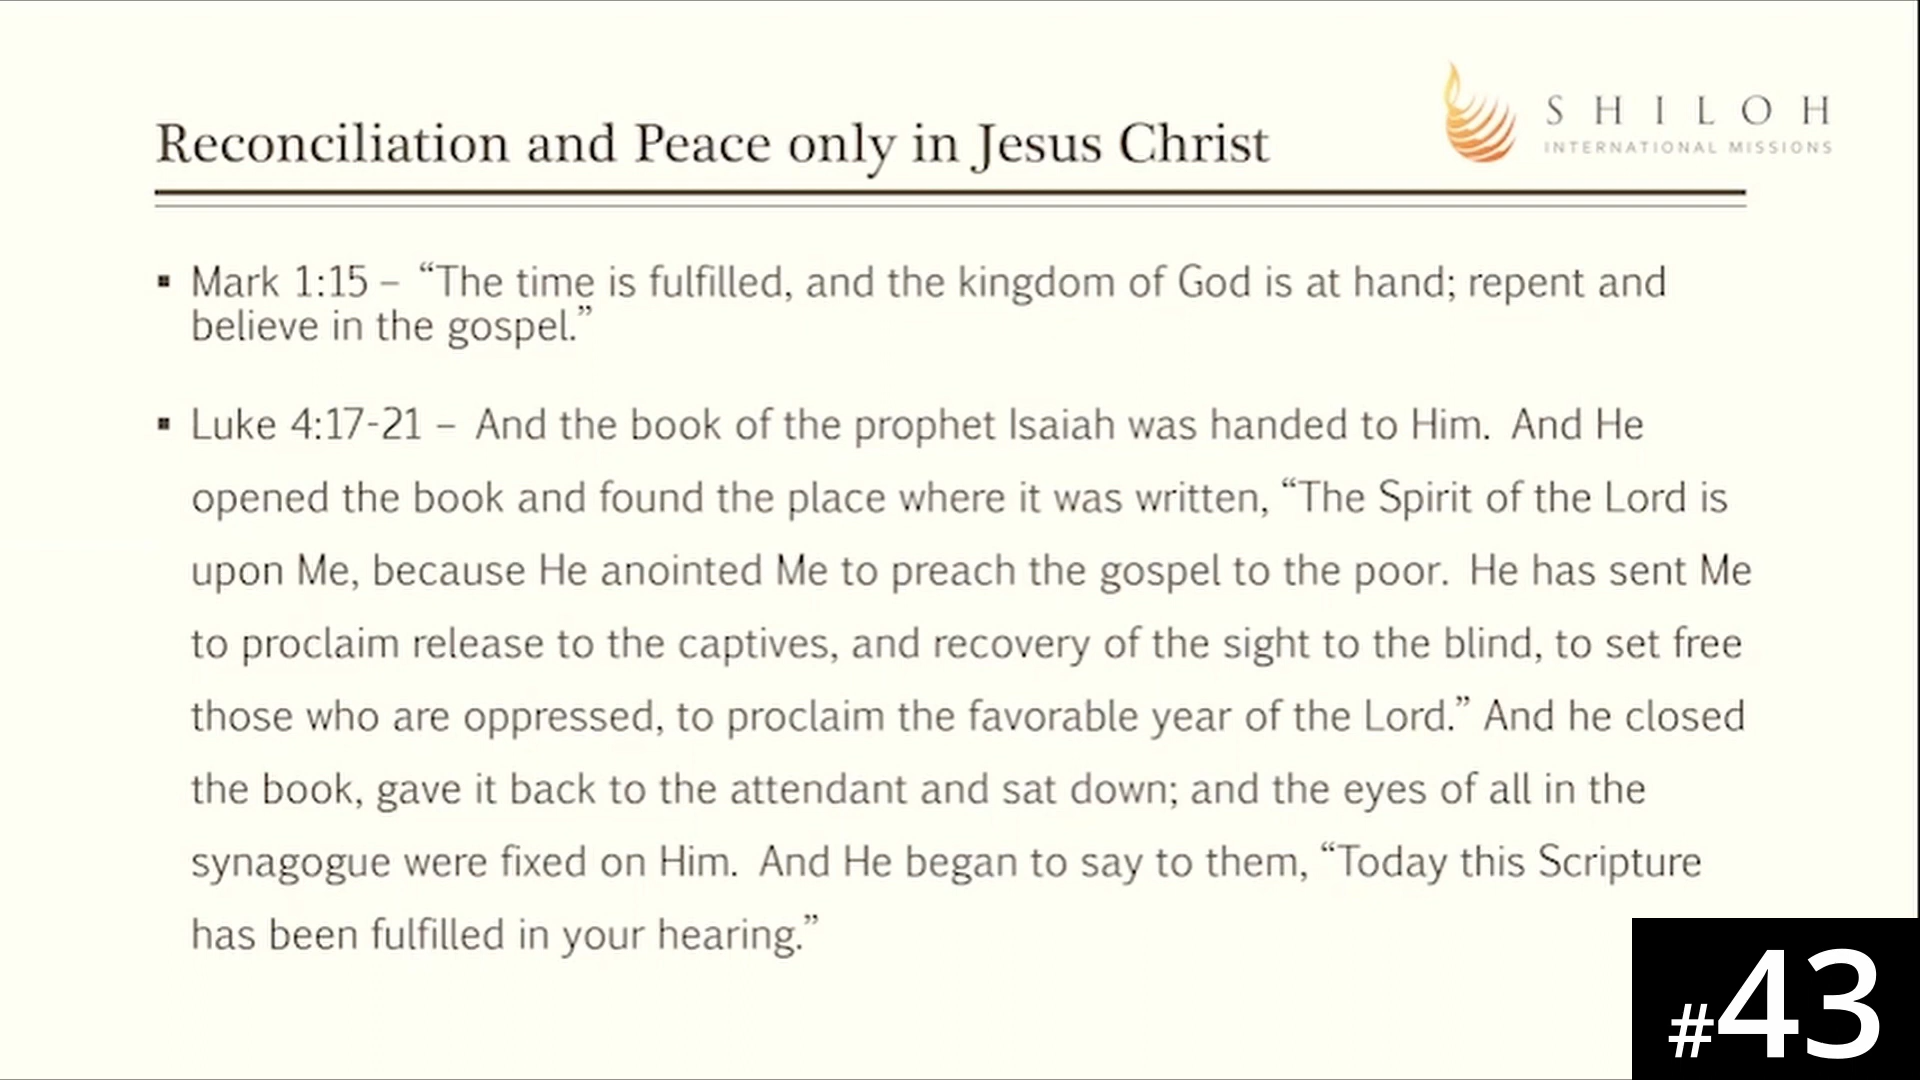 Reconciliation and Peace only in Jesus Christ
SHILOH
INTERNATIONAL MISSIONS
▪ Mark 1:15 – “The time is fulfilled, and the kingdom of God is at hand; repent and
believe in the gospel.”
▪ Luke 4:17-21 – And the book of the prophet Isaiah was handed to Him. And He
opened the book and found the place where it was written, “The Spirit of the Lord is
upon Me, because He anointed Me to preach the gospel to the poor. He has sent Me
to proclaim release to the captives, and recovery of the sight to the blind, to set free
those who are oppressed, to proclaim the favorable year of the Lord.” And he closed
the book, gave it back to the attendant and sat down; and the eyes of all in the
synagogue were fixed on Him. And He began to say to them, “Today this Scripture
has been fulfilled in your hearing.”
#43